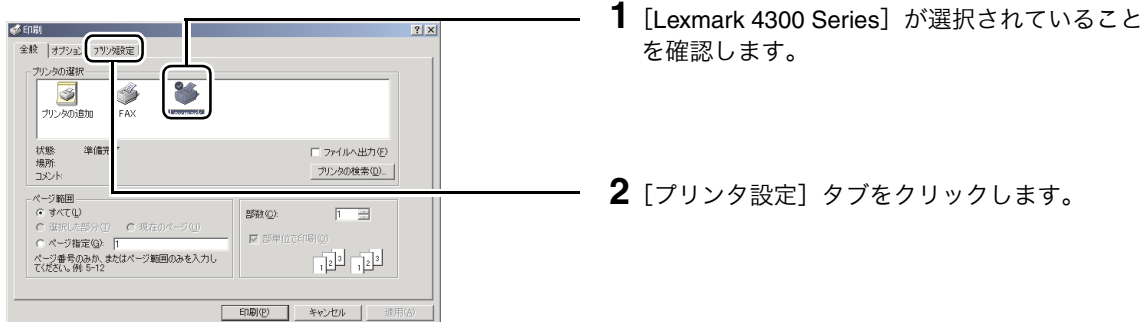 印刷
全般 オプション プリンタ設定
プリンタの選択
プリンタの追加 FAX Lexmark
状態: 準備完了
場所:
コメント:
ファイルへ出力(F)
プリンタの検索(D)...
ページ範囲
すべて(L)
選択した部分(T) 現在のページ(U)
ページ指定(G): 1
ページ番号のみか、またはページ範囲のみを入力し
てください。例: 5-12
部数(C): 1
部単位で印刷(O)
1 2 3 1 2 3
印刷(P) キャンセル 適用(A)
1 [Lexmark 4300 Series] が選択されていること
を確認します。
2 [プリンタ設定] タブをクリックします。